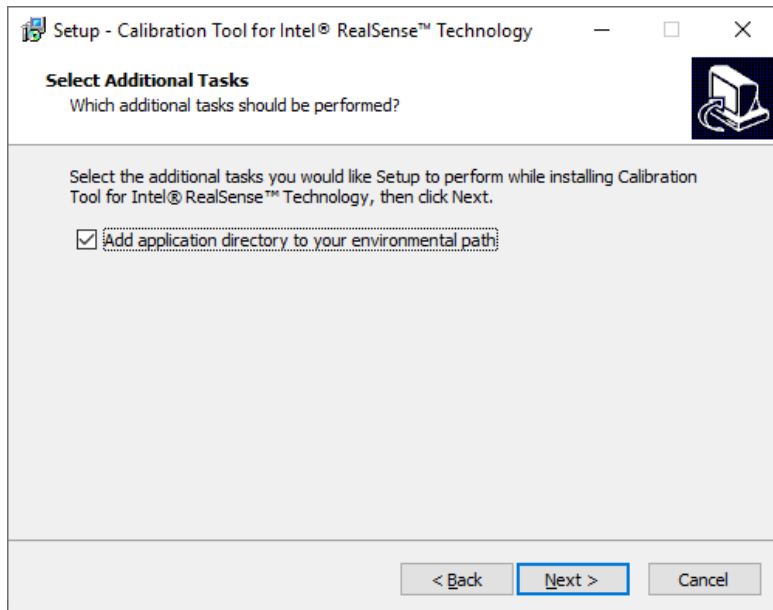 Setup - Calibration Tool for Intel® RealSense™ Technology
Select Additional Tasks
Which additional tasks should be performed?
Select the additional tasks you would like Setup to perform while installing Calibration
Tool for Intel® RealSense™ Technology, then click Next.
Add application directory to your environmental path
< Back
Next >
Cancel